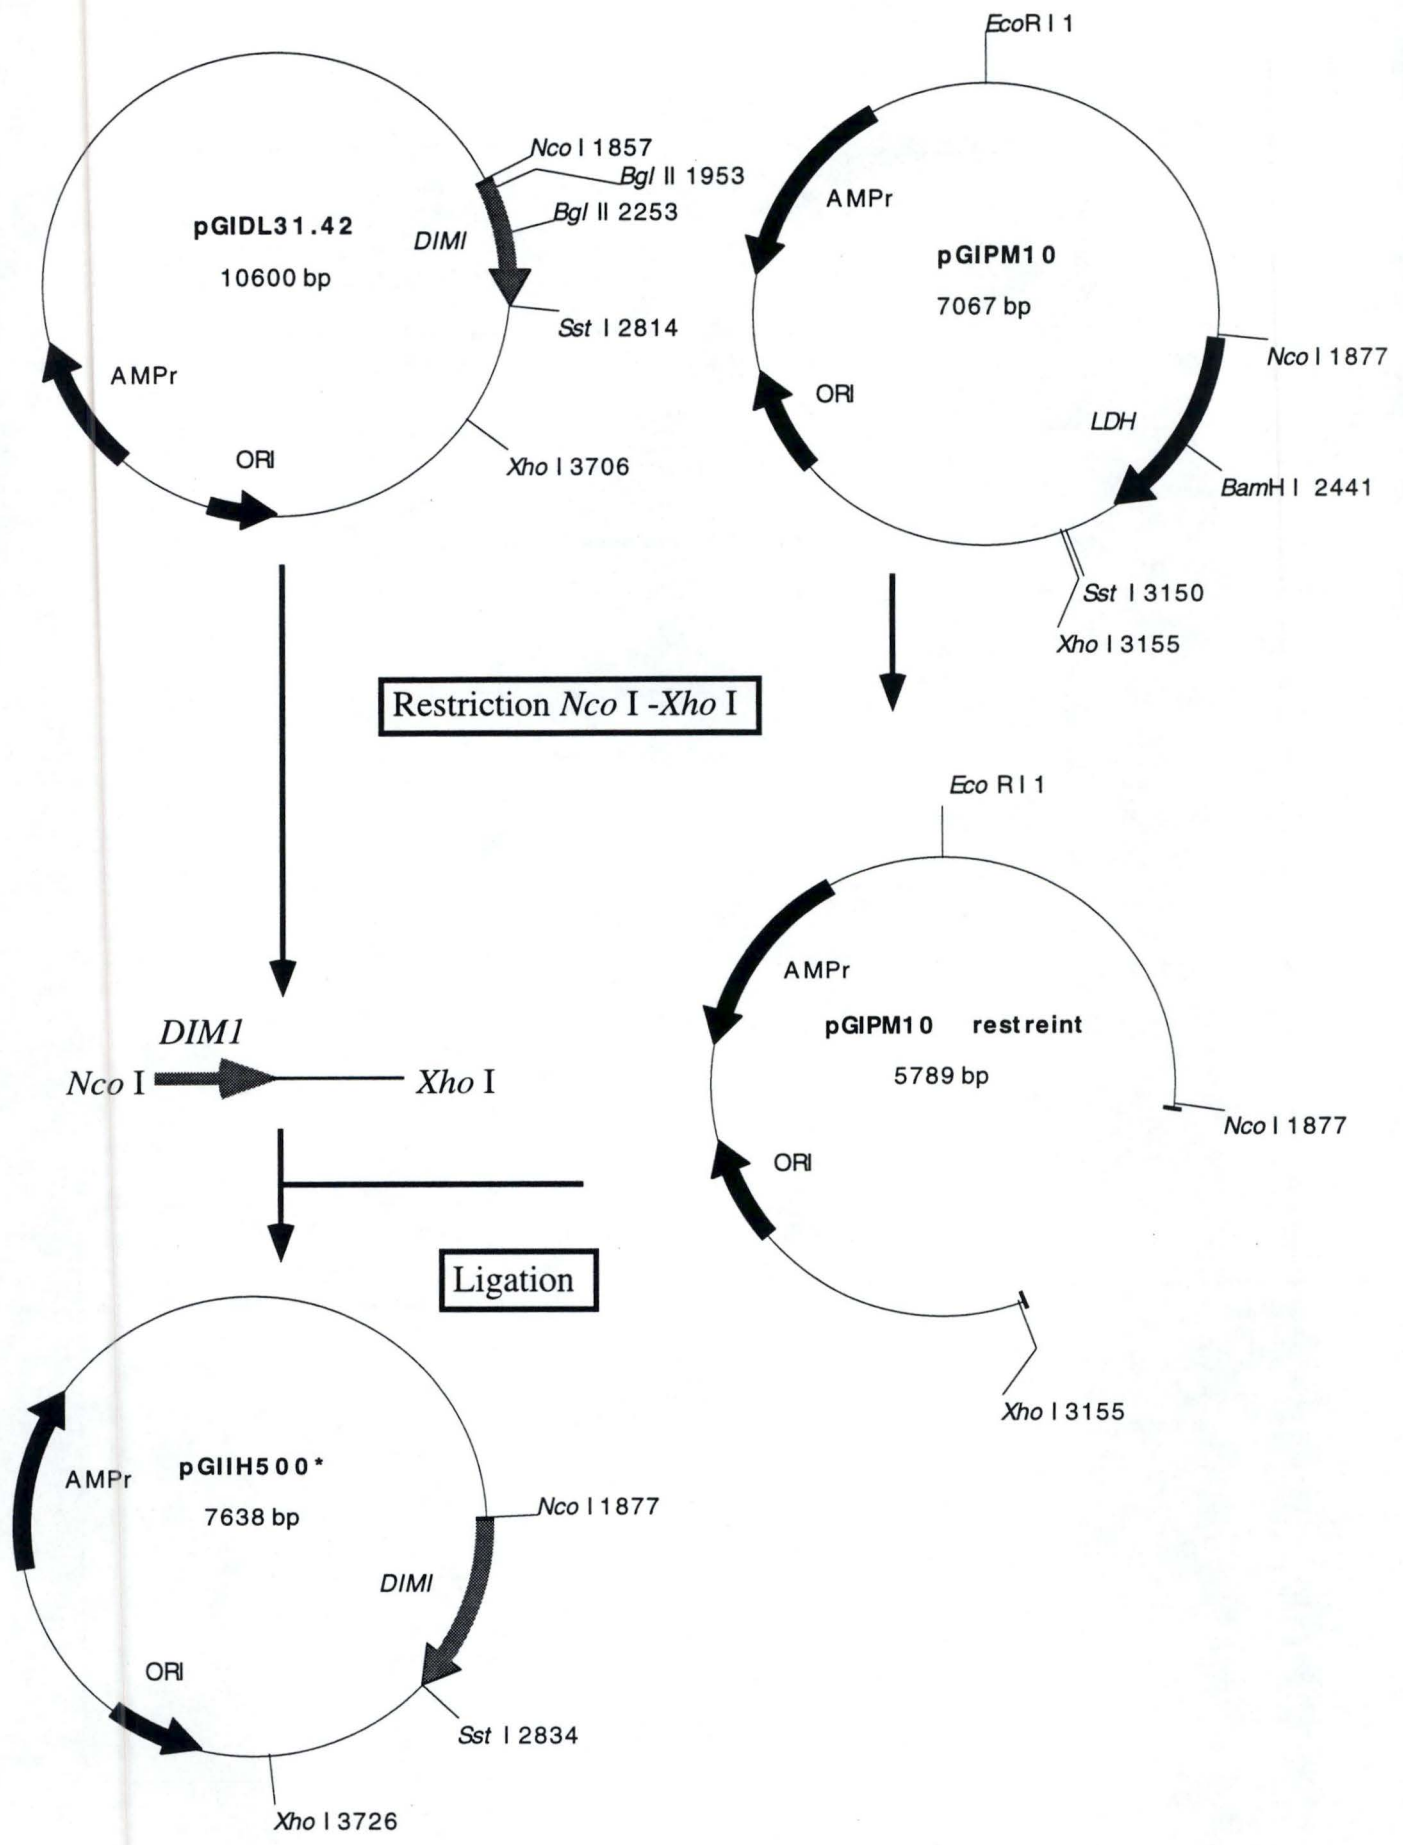 EcoR I 1
Nco I 1857
Bgl II 1953
Bgl II 2253
pGIDL31.42
10600 bp
DIMI
Sst I 2814
AMPr
ORI
Xho I 3706
AMPr
pGIPM10
7067 bp
Nco I 1877
ORI
LDH
BamH I 2441
Sst I 3150
Xho I 3155
Restriction Nco I -Xho I
Eco R I 1
AMPr
pGIPM10 restreint
5789 bp
Nco I 1877
ORI
Xho I 3155
DIM1
Nco I
Xho I
Ligation
AMPr
pGIIH500*
7638 bp
Nco I 1877
DIMI
ORI
Sst I 2834
Xho I 3726